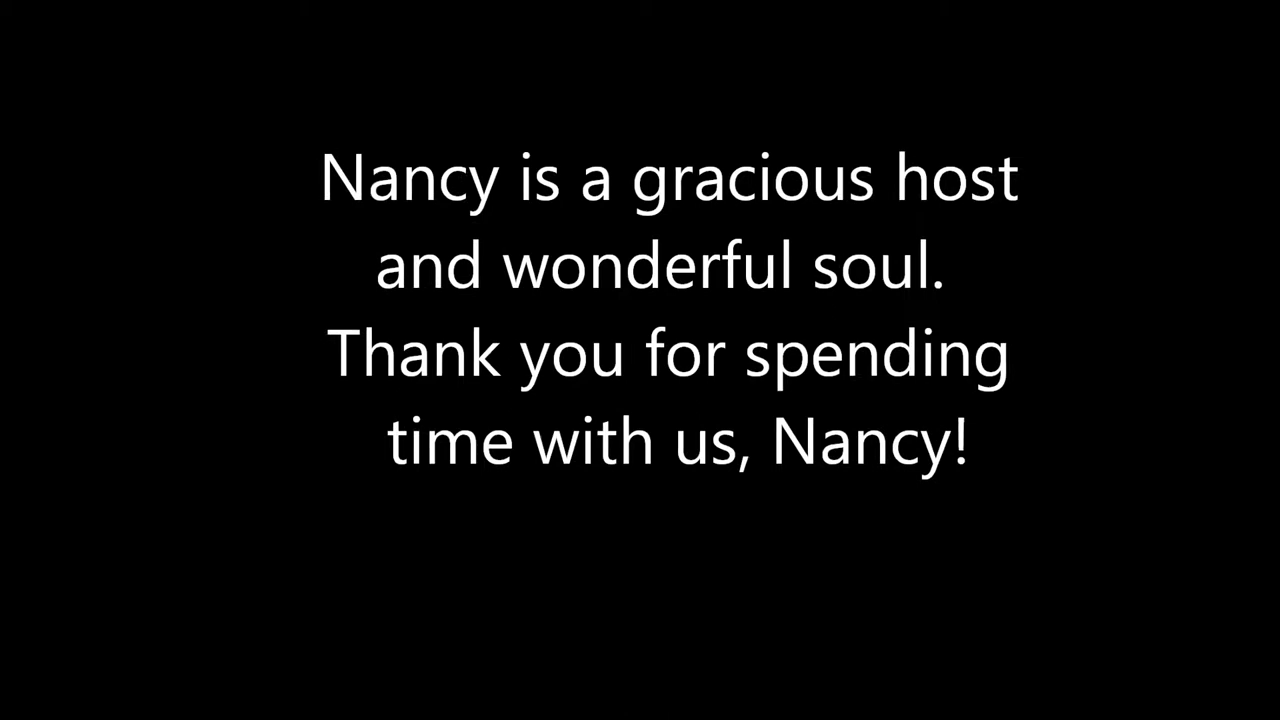 Nancy is a gracious host
and wonderful soul.
Thank you for spending
time with us, Nancy!